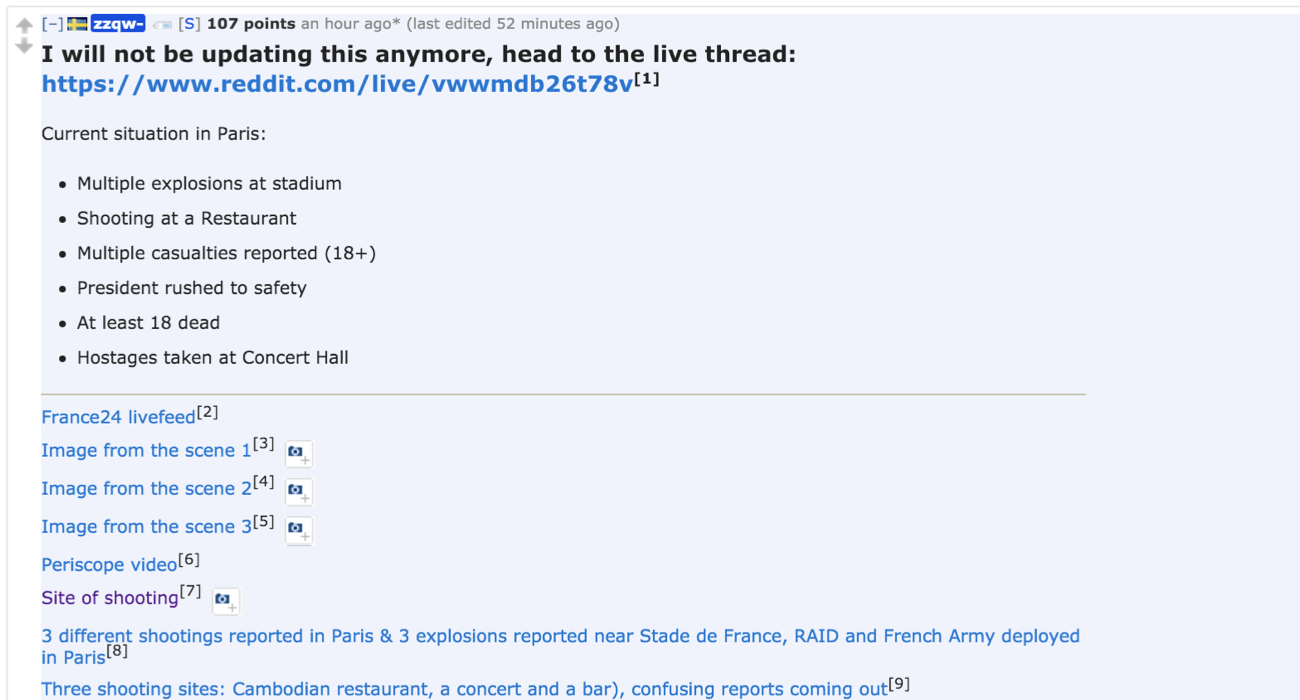 [–] zzqw- [S] 107 points an hour ago* (last edited 52 minutes ago)
I will not be updating this anymore, head to the live thread:
https://www.reddit.com/live/vwwmdb26t78v[1]
Current situation in Paris:
• Multiple explosions at stadium
• Shooting at a Restaurant
• Multiple casualties reported (18+)
• President rushed to safety
• At least 18 dead
• Hostages taken at Concert Hall
France24 livefeed[2]
Image from the scene 1[3]
Image from the scene 2[4]
Image from the scene 3[5]
Periscope video[6]
Site of shooting[7]
3 different shootings reported in Paris & 3 explosions reported near Stade de France, RAID and French Army deployed
in Paris[8]
Three shooting sites: Cambodian restaurant, a concert and a bar), confusing reports coming out[9]